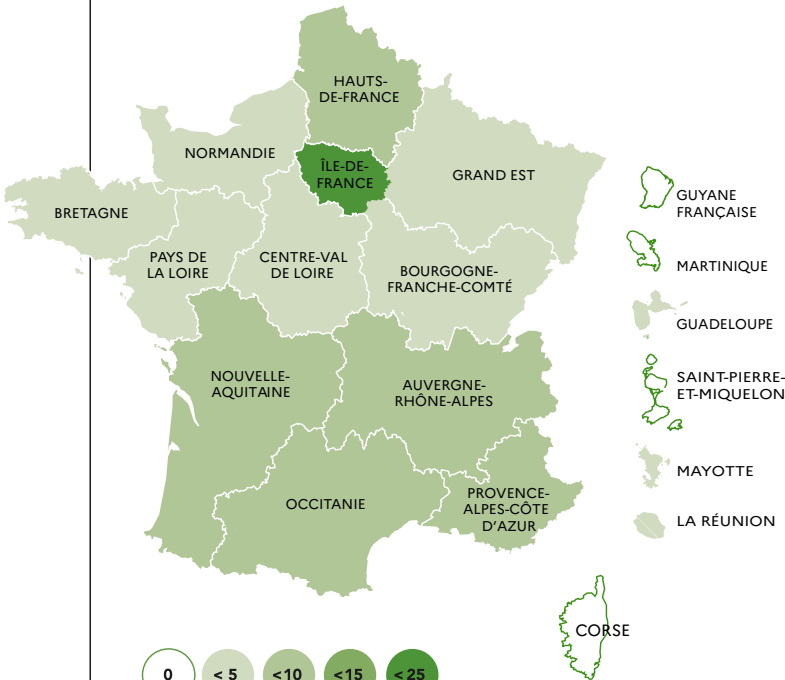 HAUTS-
DE-FRANCE
NORMANDIE
ÎLE-DE-
FRANCE
GRAND EST
BRETAGNE
PAYS DE
LA LOIRE
CENTRE-VAL
DE LOIRE
BOURGOGNE-
FRANCHE-COMTÉ
NOUVELLE-
AQUITAINE
AUVERGNE-
RHÔNE-ALPES
OCCITANIE
PROVENCE-
ALPES-CÔTE
D’AZUR
GUYANE
FRANÇAISE
MARTINIQUE
GUADELOUPE
SAINT-PIERRE-
ET-MIQUELON
MAYOTTE
LA RÉUNION
CORSE
0
< 5
<10
<15
<25